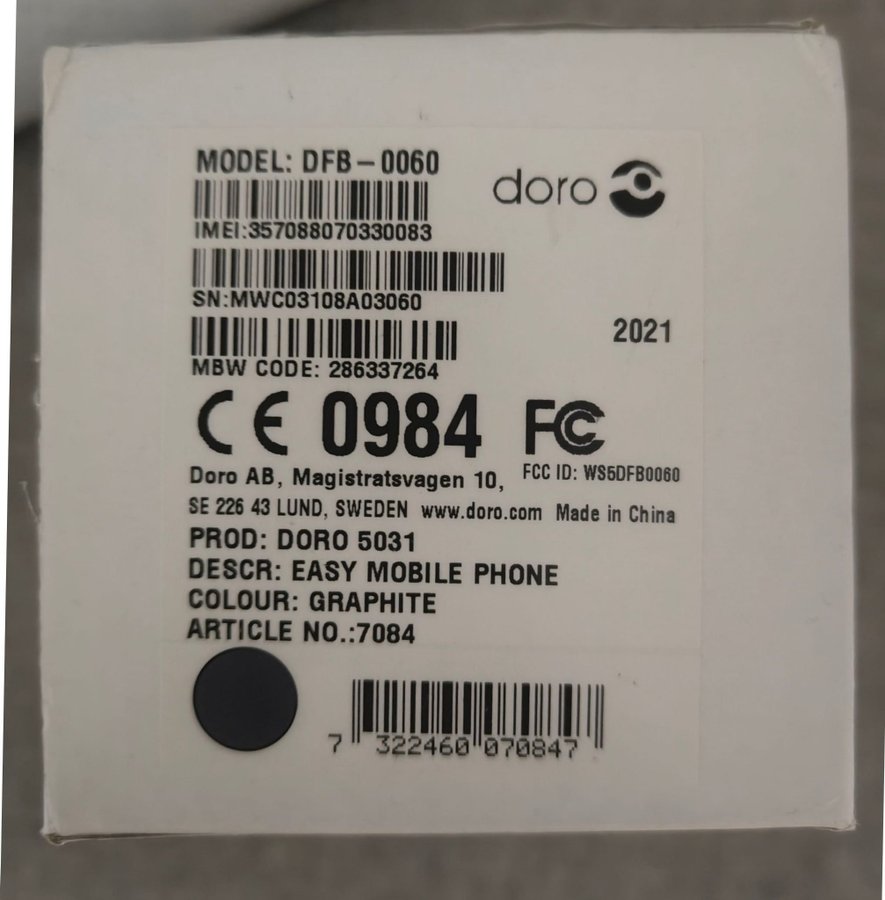 MODEL: DFB-0060
doro
IMEI:357088070330083
SN:MWC03108A03060
2021
MBW CODE: 286337264
CE 0984 FC
Doro AB, Magistratsvagen 10, FCC ID: WS5DFB0060
SE 226 43 LUND, SWEDEN www.doro.com Made in China
PROD: DORO 5031
DESCR: EASY MOBILE PHONE
COLOUR: GRAPHITE
ARTICLE NO.:7084
7 322460 070847